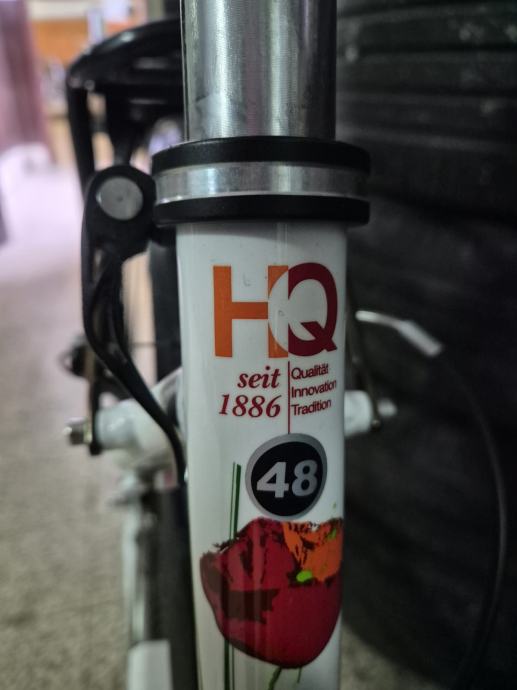 HQ
seit
1886
Qualität
Innovation
Tradition
48